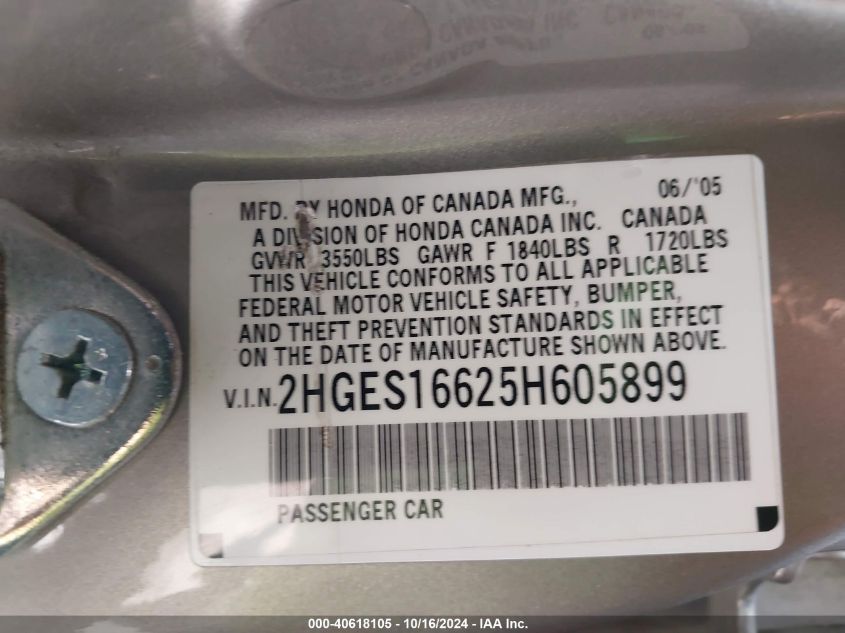 MFD. BY HONDA OF CANADA MFG., 06/'05
A DIVISION OF HONDA CANADA INC. CANADA
GVWR 3550LBS GAWR F 1840LBS R 1720LBS
THIS VEHICLE CONFORMS TO ALL APPLICABLE
FEDERAL MOTOR VEHICLE SAFETY, BUMPER,
AND THEFT PREVENTION STANDARDS IN EFFECT
ON THE DATE OF MANUFACTURE SHOWN ABOVE.
V.I.N. 2HGES16625H605899
PASSENGER CAR
000-40618105 - 10/16/2024 - IAA Inc.